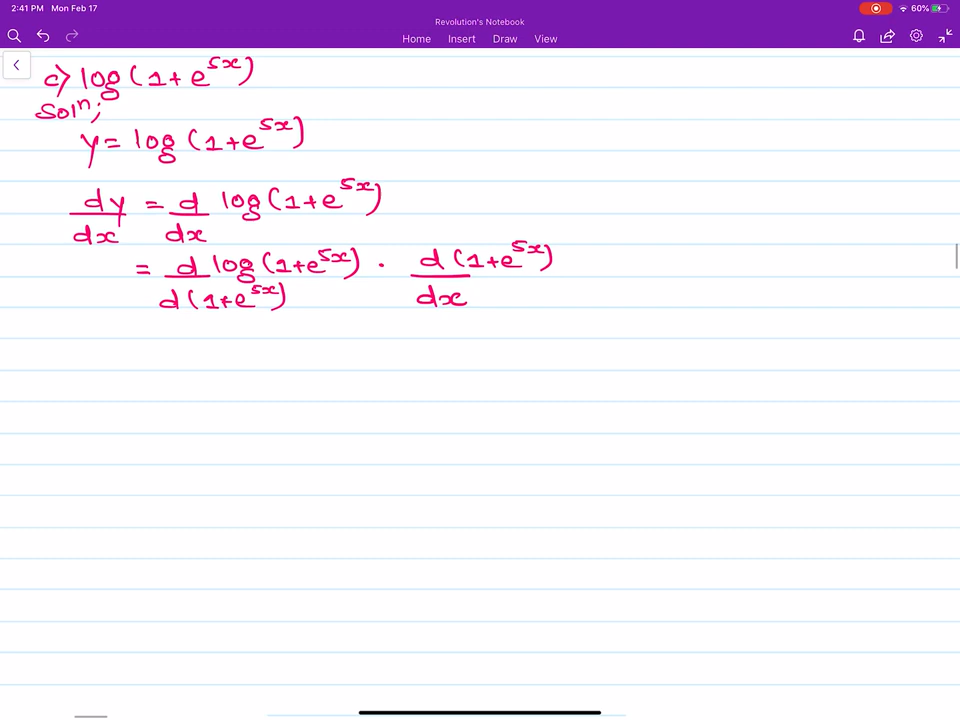 2:41 PM Mon Feb 17
60%
Revolution's Notebook
Home Insert Draw View
c) log(1+e^5x)
Solⁿ;
y = log(1+e^5x)
dy/dx = d/dx log(1+e^5x)
= d log(1+e^5x)/d(1+e^5x) · d(1+e^5x)/dx